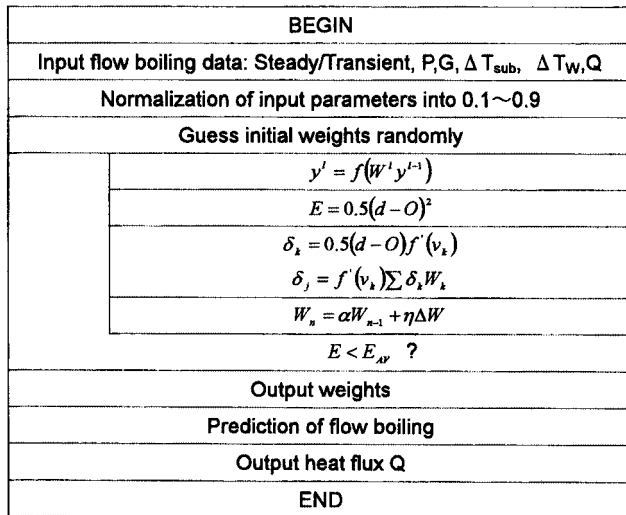 BEGIN
Input flow boiling data: Steady/Transient, P,G, Δ T_sub, Δ T_W,Q
Normalization of input parameters into 0.1～0.9
Guess initial weights randomly
y^l = f(W^l y^{l-1})
E = 0.5(d − O)^2
δ_k = 0.5(d − O)f'(v_k)
δ_j = f'(v_k)∑ δ_k W_k
W_n = αW_{n-1} + ηΔW
E < E_AV ?
Output weights
Prediction of flow boiling
Output heat flux Q
END